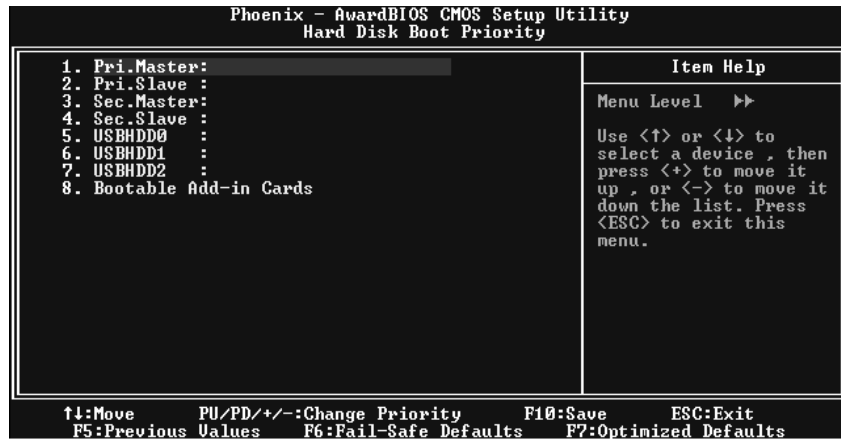 Phoenix - AwardBIOS CMOS Setup Utility
Hard Disk Boot Priority
1. Pri.Master:
2. Pri.Slave :
3. Sec.Master:
4. Sec.Slave :
5. USBHDD0 :
6. USBHDD1 :
7. USBHDD2 :
8. Bootable Add-in Cards
Item Help
Menu Level ▶▶
Use <↑> or <↓> to
select a device , then
press <+> to move it
up , or <-> to move it
down the list. Press
<ESC> to exit this
menu.
↑↓:Move PU/PD/+/-:Change Priority F10:Save ESC:Exit
F5:Previous Values F6:Fail-Safe Defaults F7:Optimized Defaults